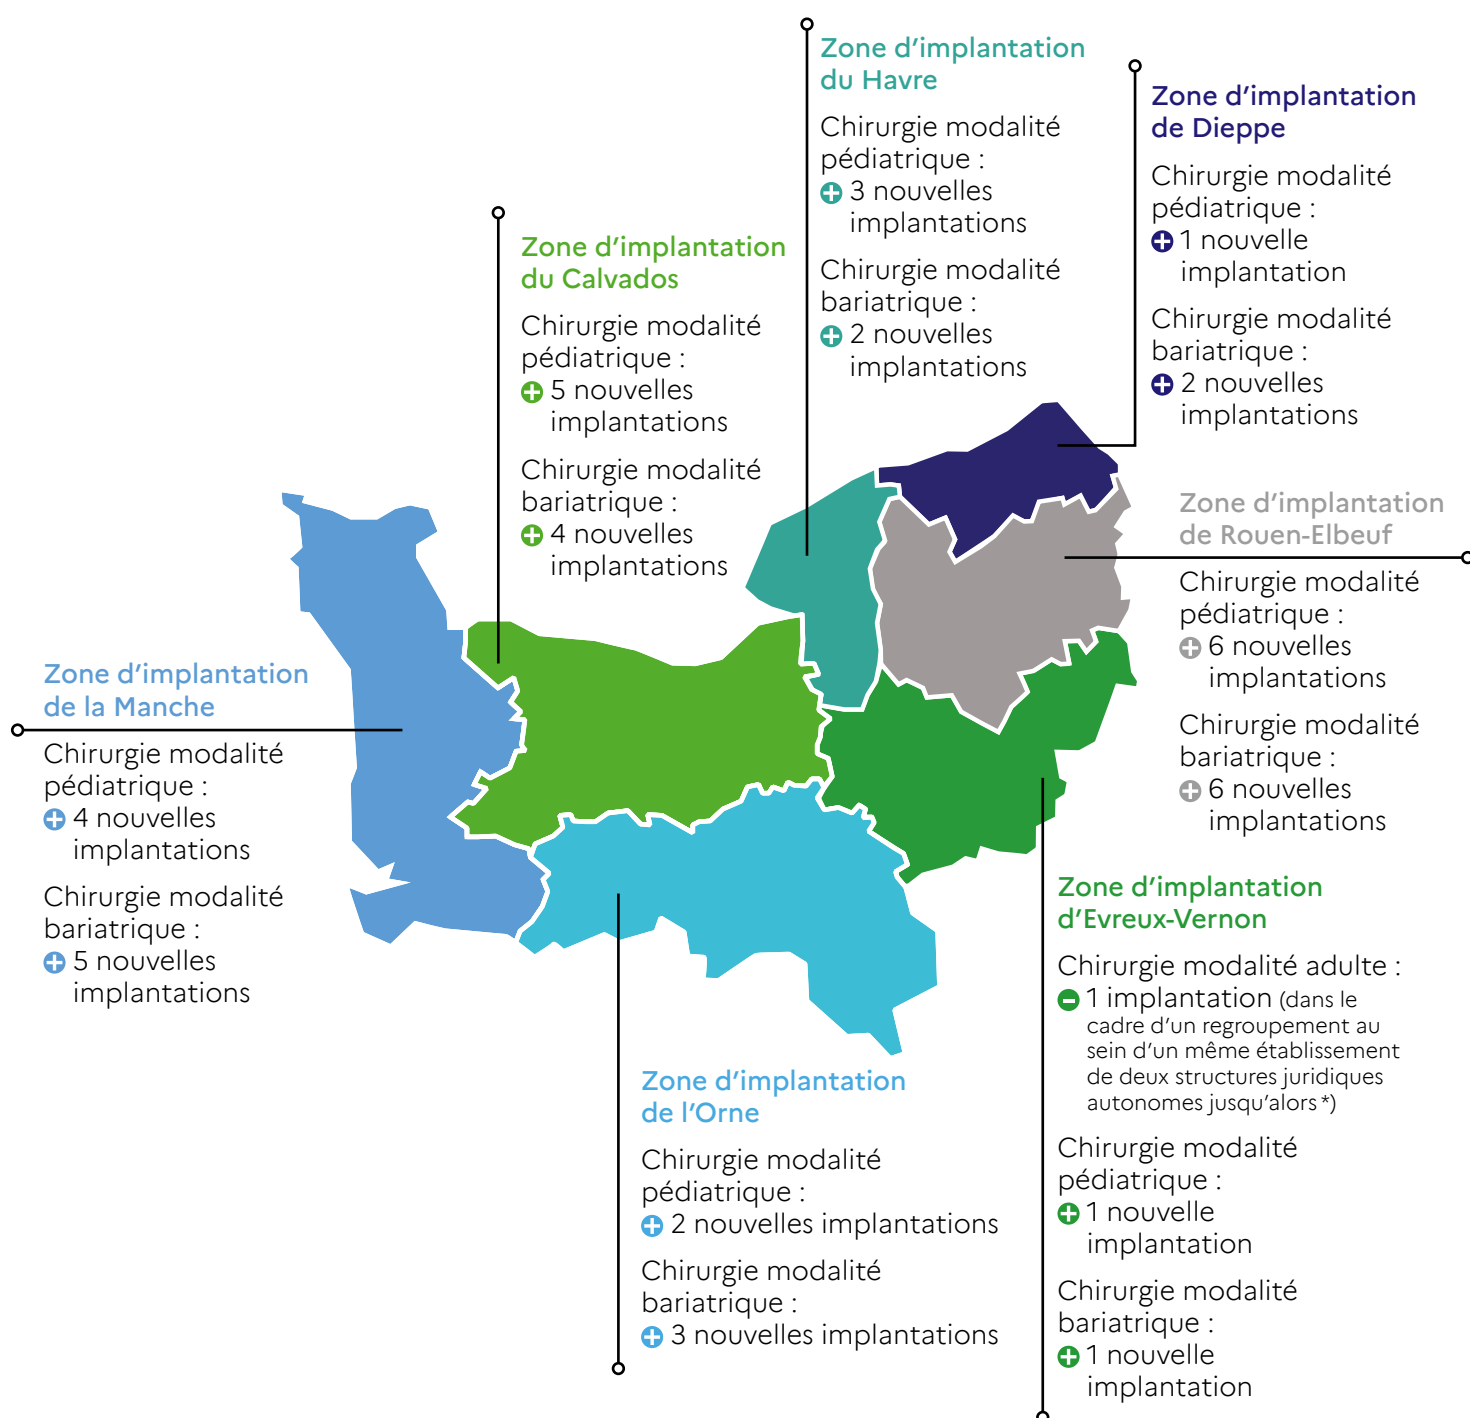 Zone d'implantation
du Havre
Chirurgie modalité
pédiatrique :
+ 3 nouvelles
implantations
Chirurgie modalité
bariatrique :
+ 2 nouvelles
implantations
Zone d'implantation
de Dieppe
Chirurgie modalité
pédiatrique :
+ 1 nouvelle
implantation
Chirurgie modalité
bariatrique :
+ 2 nouvelles
implantations
Zone d'implantation
du Calvados
Chirurgie modalité
pédiatrique :
+ 5 nouvelles
implantations
Chirurgie modalité
bariatrique :
+ 4 nouvelles
implantations
Zone d'implantation
de Rouen-Elbeuf
Chirurgie modalité
pédiatrique :
+ 6 nouvelles
implantations
Chirurgie modalité
bariatrique :
+ 6 nouvelles
implantations
Zone d'implantation
de la Manche
Chirurgie modalité
pédiatrique :
+ 4 nouvelles
implantations
Chirurgie modalité
bariatrique :
+ 5 nouvelles
implantations
Zone d'implantation
d'Evreux-Vernon
Chirurgie modalité adulte :
- 1 implantation (dans le
cadre d'un regroupement au
sein d'un même établissement
de deux structures juridiques
autonomes jusqu'alors *)
Chirurgie modalité
pédiatrique :
+ 1 nouvelle
implantation
Chirurgie modalité
bariatrique :
+ 1 nouvelle
implantation
Zone d'implantation
de l'Orne
Chirurgie modalité
pédiatrique :
+ 2 nouvelles implantations
Chirurgie modalité
bariatrique :
+ 3 nouvelles implantations